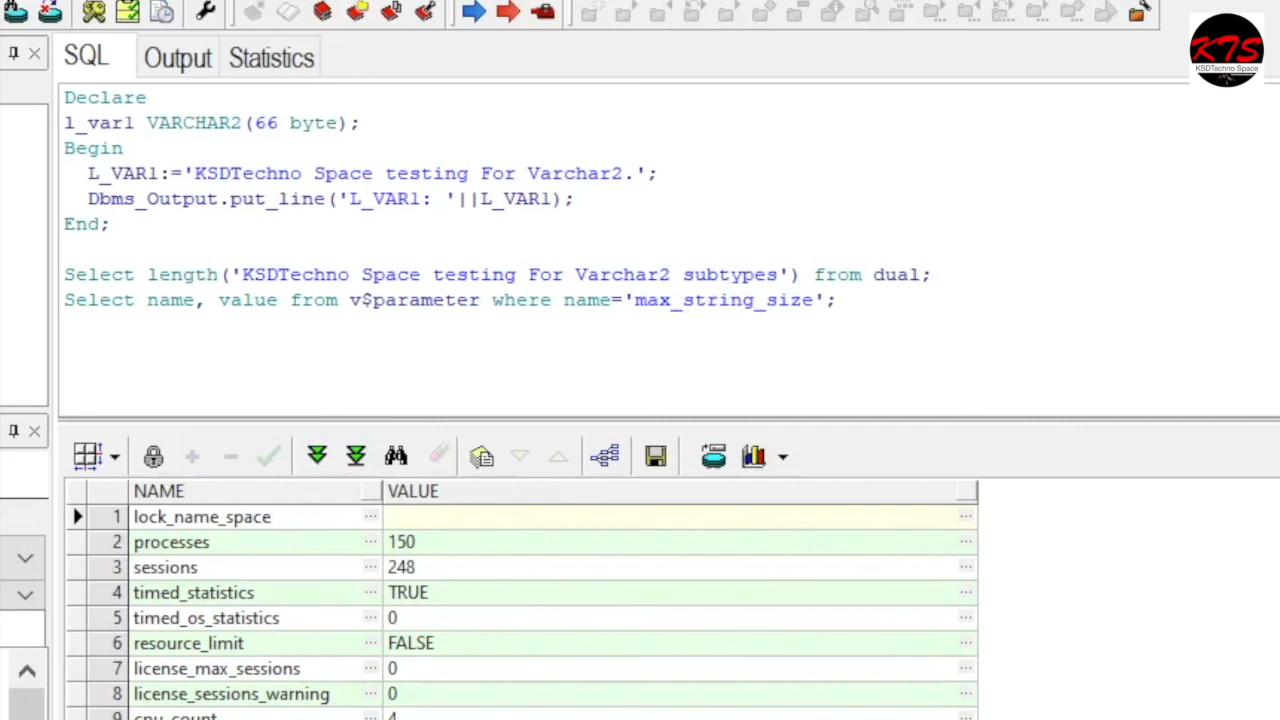 KTS
KSDTechno Space
SQL
Output
Statistics
Declare
l_var1 VARCHAR2(66 byte);
Begin
L_VAR1:='KSDTechno Space testing For Varchar2.';
Dbms_Output.put_line('L_VAR1: '||L_VAR1);
End;
Select length('KSDTechno Space testing For Varchar2 subtypes') from dual;
Select name, value from v$parameter where name='max_string_size';
NAME VALUE
1 lock_name_space
2 processes 150
3 sessions 248
4 timed_statistics TRUE
5 timed_os_statistics 0
6 resource_limit FALSE
7 license_max_sessions 0
8 license_sessions_warning 0
9 cpu_count 4